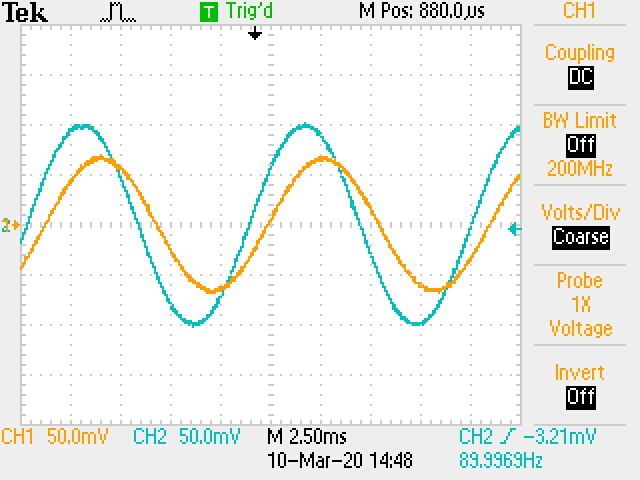 Tek T Trig'd M Pos: 880.0µs CH1
Coupling
DC
BW Limit
Off
200MHz
Volts/Div
Coarse
Probe
1X
Voltage
Invert
Off
2
CH1 50.0mV CH2 50.0mV M 2.50ms CH2 -3.21mV
10-Mar-20 14:48 89.9969Hz